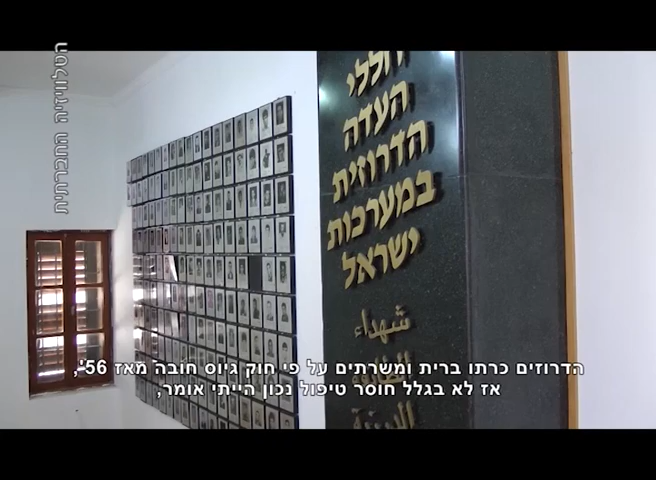 הטלוויזיה החברתית
חללי
העדה
הדרוזית
במערכות
ישראל
شهداء
الطائفة
הדרוזים כרתו ברית ומשרתים על פי חוק גיוס חובה מאז 56',
אז לא בגלל חוסר טיפול נכון הייתי אומר,